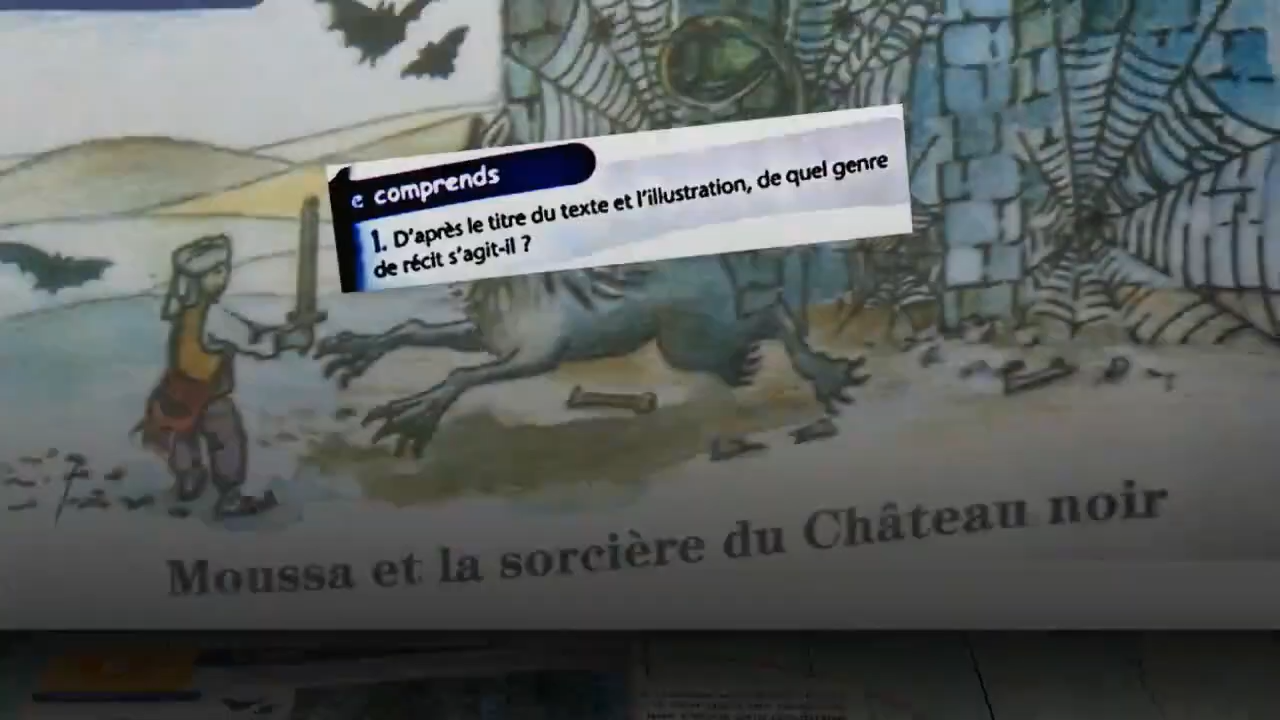 e comprends
1. D'après le titre du texte et l'illustration, de quel genre
de récit s'agit-il ?
Moussa et la sorcière du Château noir